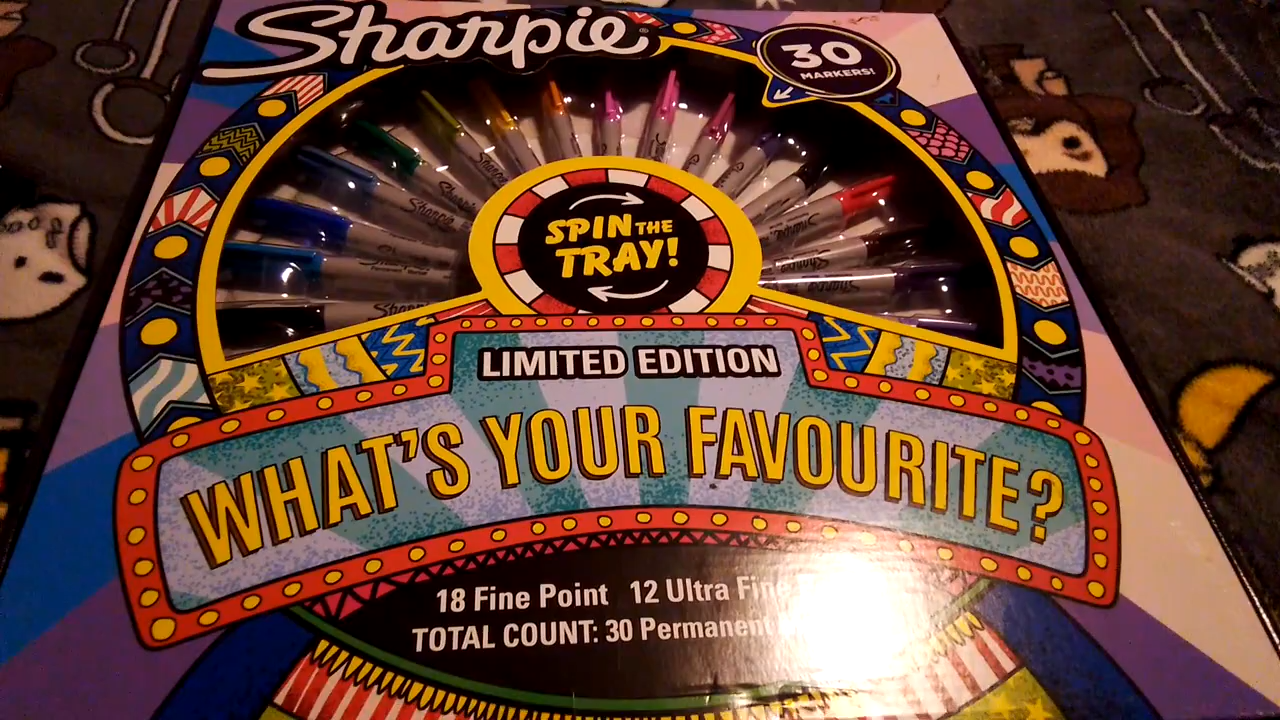 Sharpie
30
MARKERS!
SPIN THE
TRAY!
LIMITED EDITION
WHAT'S YOUR FAVOURITE?
18 Fine Point 12 Ultra Fine
TOTAL COUNT: 30 Permanent